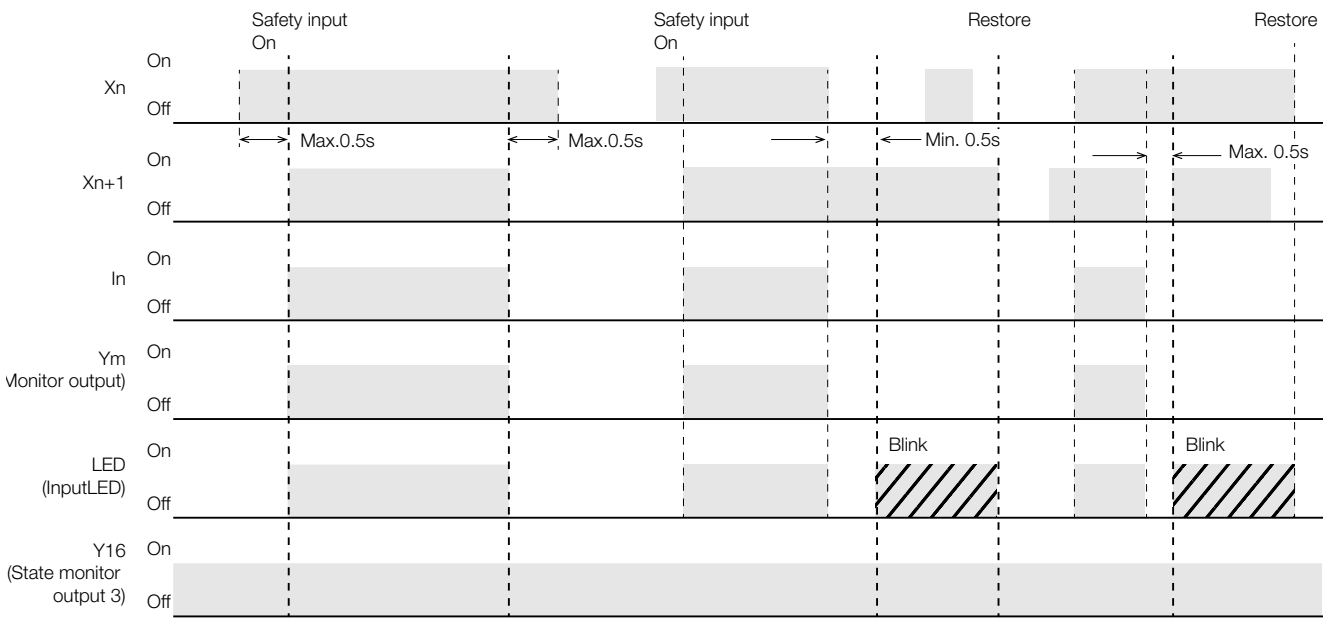 Safety input
On
Safety input
On
Restore
Restore
Xn
On
Off
Max.0.5s
Max.0.5s
Min. 0.5s
Max. 0.5s
Xn+1
On
Off
In
On
Off
Ym
Monitor output)
On
Off
LED
(InputLED)
On
Off
Blink
Blink
Y16
(State monitor
output 3)
On
Off